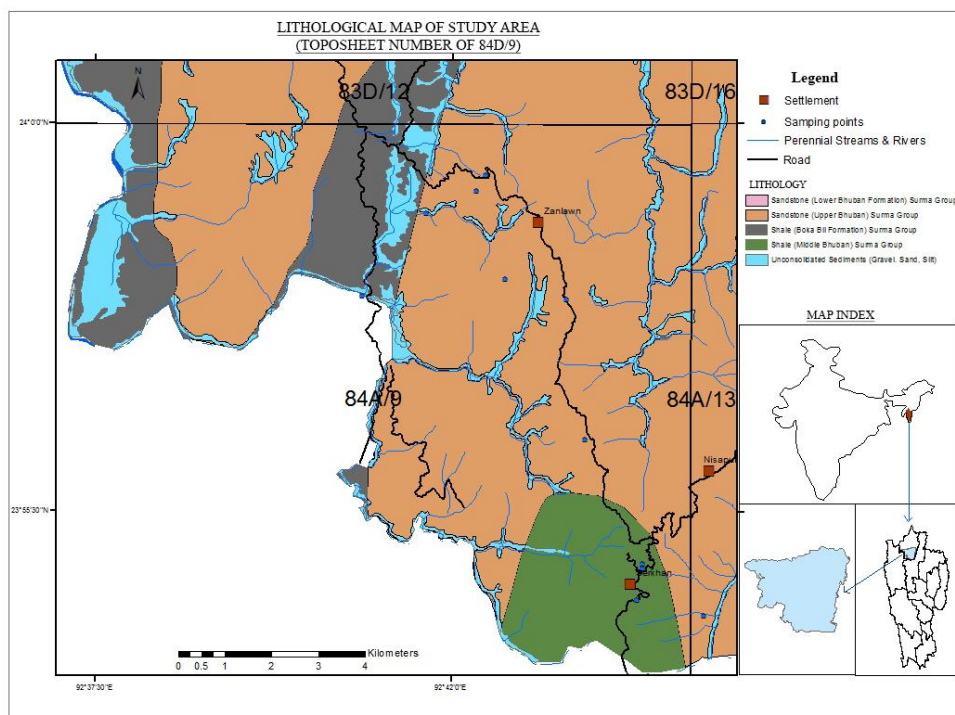 LITHOLOGICAL MAP OF STUDY AREA
(TOPOSHEET NUMBER OF 84D/9)
N
83D/12
83D/16
24°0'0"N
Zanlawn
84A/9
84A/13
Nisapu
23°55'30"N
Kilometers
0 0.5 1 2 3 4
92°37'30"E
92°42'0"E
Legend
Settlement
Samping points
Perennial Streams & Rivers
Road
LITHOLOGY
Sandstone (Lower Bhuban Formation) Surma Group
Sandstone (Upper Bhuban) Surma Group
Shale (Boka Bil Formation) Surma Group
Shale (Middle Bhuban) Surma Group
Unconsolidated Sediments (Gravel, Sand, Silt)
MAP INDEX